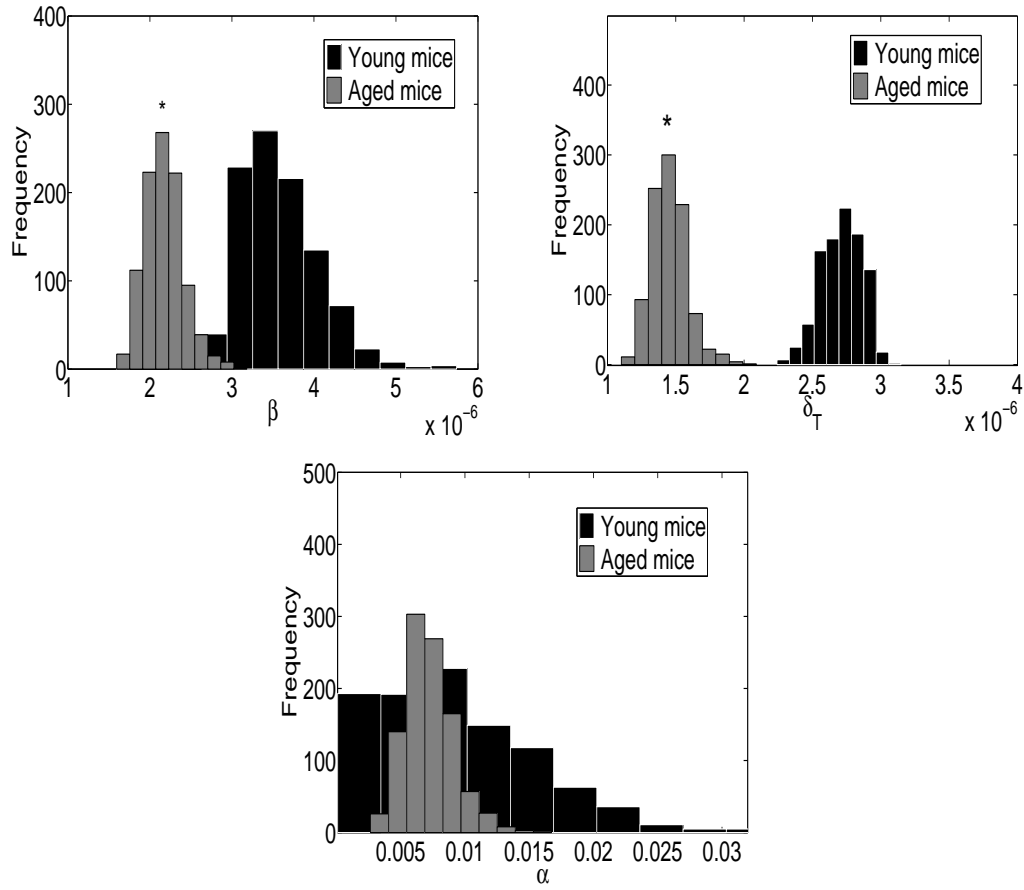 400
300
200
100
0
Frequency
*
Young mice
Aged mice
1 2 3 4 5 6
β
x 10⁻⁶
400
300
200
100
0
Frequency
*
Young mice
Aged mice
1 1.5 2 2.5 3 3.5 4
δ_T
x 10⁻⁶
500
400
300
200
100
0
Frequency
Young mice
Aged mice
0.005 0.01 0.015 0.02 0.025 0.03
α